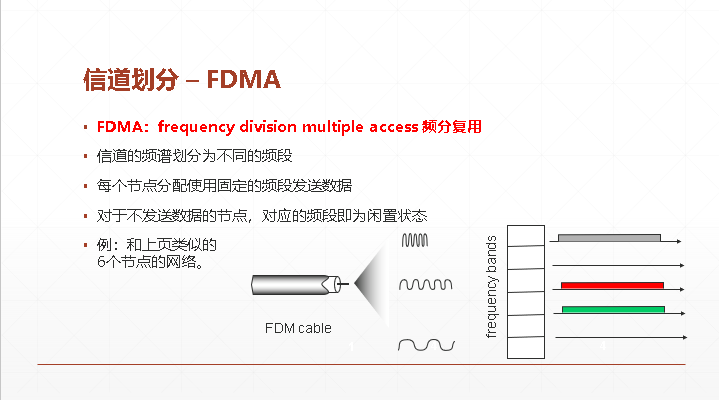 信道划分 – FDMA
FDMA：frequency division multiple access 频分复用
信道的频谱划分为不同的频段
每个节点分配使用固定的频段发送数据
对于不发送数据的节点，对应的频段即为闲置状态
例：和上页类似的
6个节点的网络。
FDM cable
frequency bands